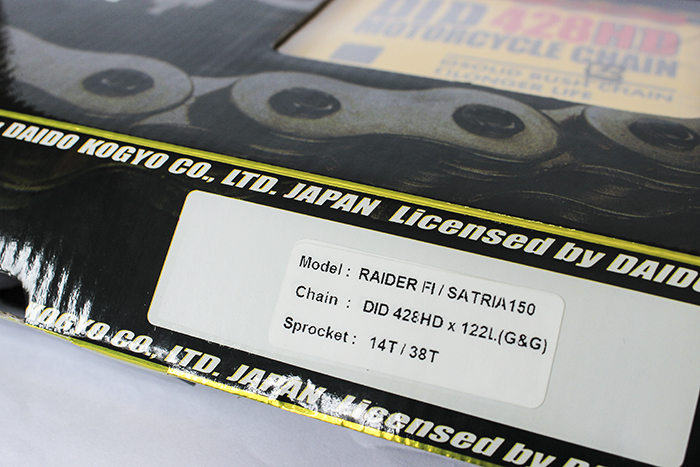 DID 428HD
MOTORCYCLE CHAIN
DAIDO KOGYO CO., LTD. JAPAN Licensed by DAIDO
Model : RAIDER FI / SATRIA150
Chain : DID 428HD x 122L(G&G)
Sprocket : 14T / 38T
KOGYO CO., LTD. JAPAN Licensed by D